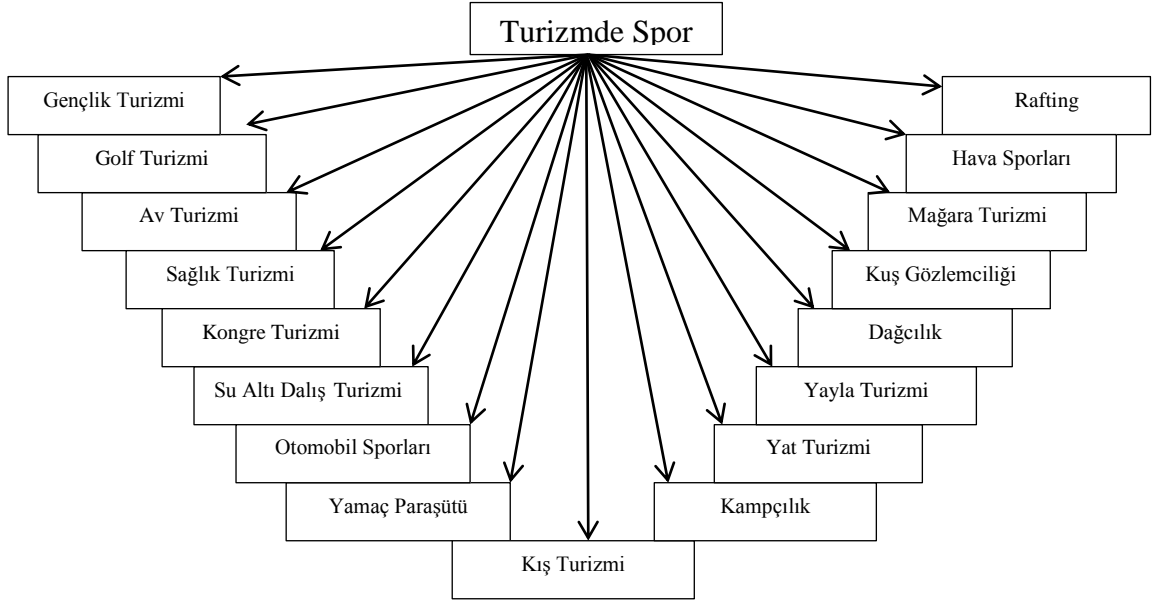 Turizmde Spor
Gençlik Turizmi
Rafting
Golf Turizmi
Hava Sporları
Av Turizmi
Mağara Turizmi
Sağlık Turizmi
Kuş Gözlemciliği
Kongre Turizmi
Dağcılık
Su Altı Dalış Turizmi
Yayla Turizmi
Otomobil Sporları
Yat Turizmi
Yamaç Paraşütü
Kampçılık
Kış Turizmi